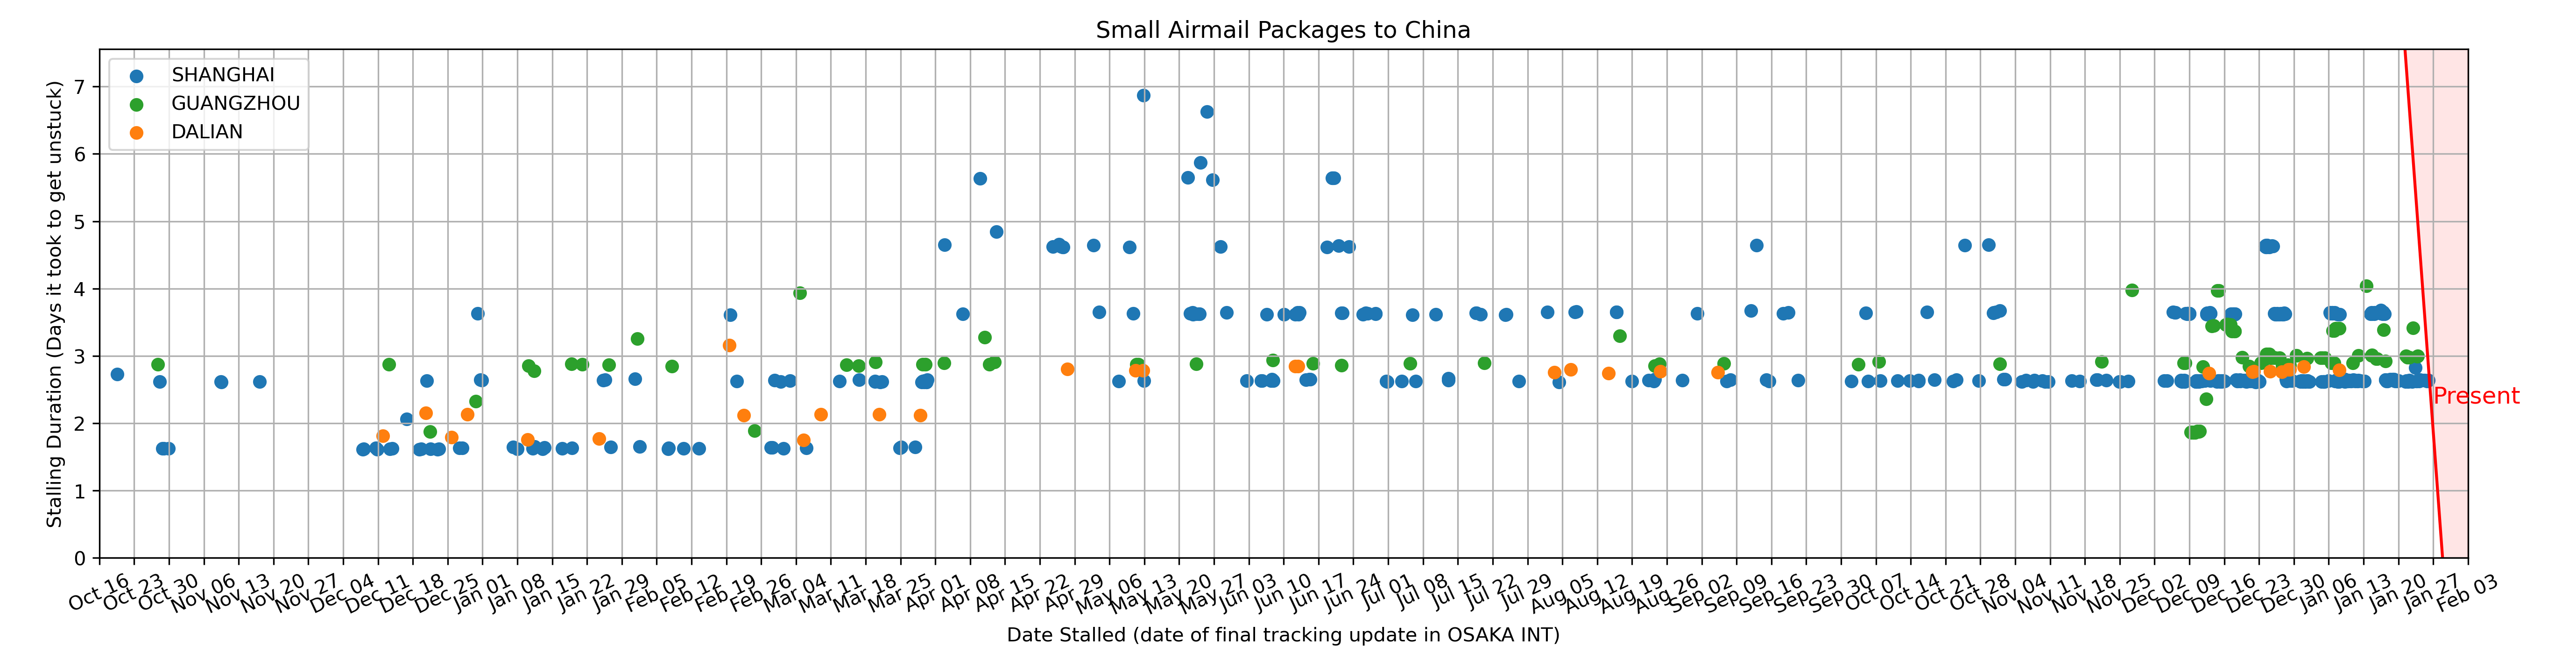 Small Airmail Packages to China
SHANGHAI
GUANGZHOU
DALIAN
Stalling Duration (Days it took to get unstuck)
7
6
5
4
3
2
1
0
Present
Oct 16 Oct 23 Oct 30 Nov 06 Nov 13 Nov 20 Nov 27 Dec 04 Dec 11 Dec 18 Dec 25 Jan 01 Jan 08 Jan 15 Jan 22 Jan 29 Feb 05 Feb 12 Feb 19 Feb 26 Mar 04 Mar 11 Mar 18 Mar 25 Apr 01 Apr 08 Apr 15 Apr 22 Apr 29 May 06 May 13 May 20 May 27 Jun 03 Jun 10 Jun 17 Jun 24 Jul 01 Jul 08 Jul 15 Jul 22 Jul 29 Aug 05 Aug 12 Aug 19 Aug 26 Sep 02 Sep 09 Sep 16 Sep 23 Sep 30 Oct 07 Oct 14 Oct 21 Oct 28 Nov 04 Nov 11 Nov 18 Nov 25 Dec 02 Dec 09 Dec 16 Dec 23 Dec 30 Jan 06 Jan 13 Jan 20 Jan 27 Feb 03
Date Stalled (date of final tracking update in OSAKA INT)